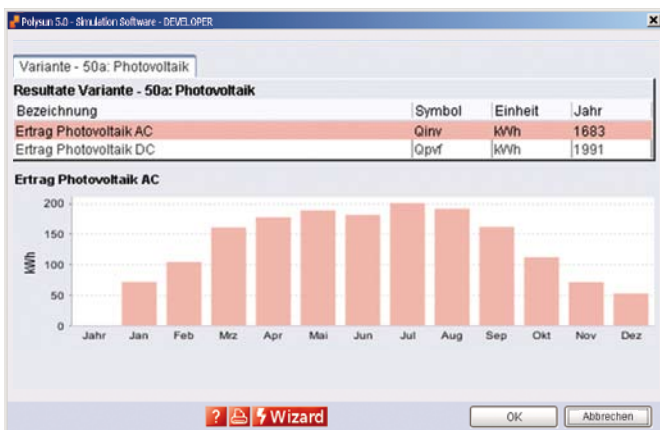 Polysun 5.0 - Simulation Software - DEVELOPER
Variante - 50a: Photovoltaik
Resultate Variante - 50a: Photovoltaik
Bezeichnung Symbol Einheit Jahr
Ertrag Photovoltaik AC Qinv kWh 1683
Ertrag Photovoltaik DC Qpvf kWh 1991
Ertrag Photovoltaik AC
200
150
100
50
0
kWh
Jahr Jan Feb Mrz Apr Mai Jun Jul Aug Sep Okt Nov Dez
? Wizard OK Abbrechen